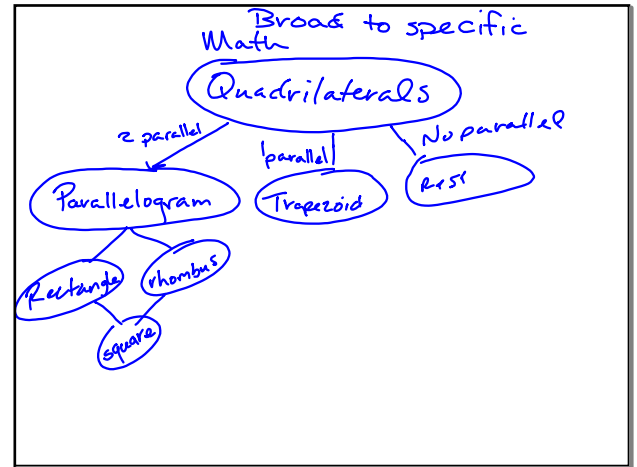 Broad to specific
Math
Quadrilaterals
2 parallel
1 parallel
No parallel
Parallelogram
Trapezoid
Rest
Rectangle
rhombus
square